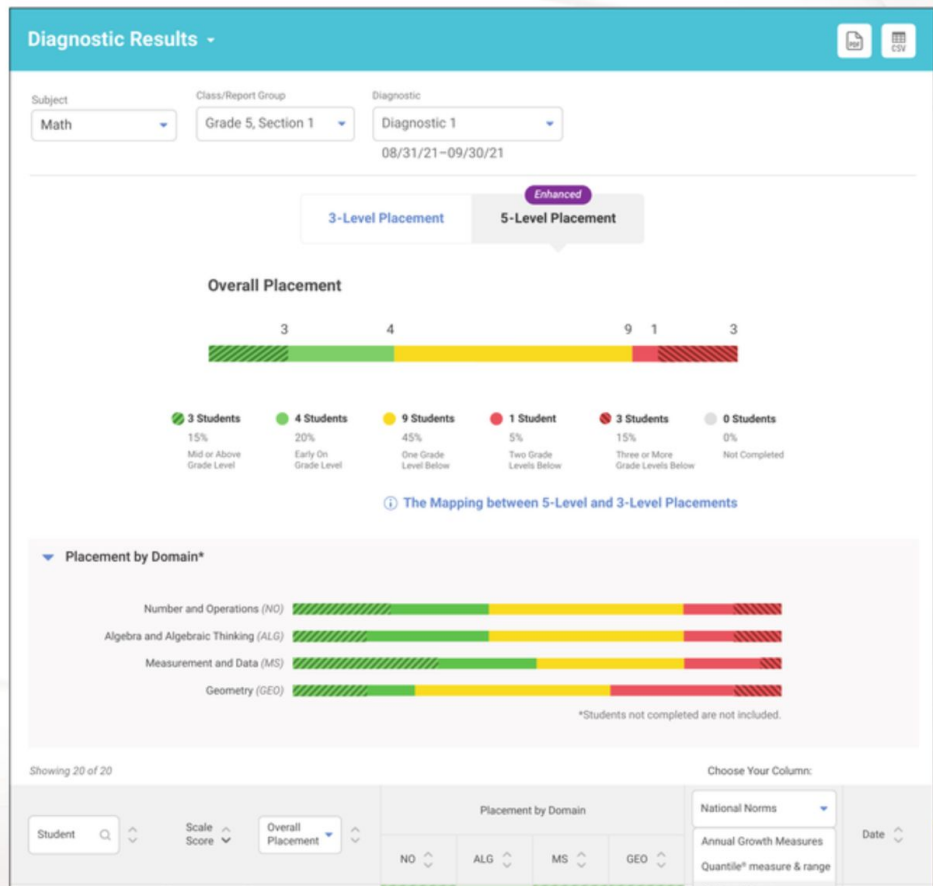 Diagnostic Results
PDF
CSV
Subject
Class/Report Group
Diagnostic
Math
Grade 5, Section 1
Diagnostic 1
08/31/21–09/30/21
Enhanced
3-Level Placement
5-Level Placement
Overall Placement
3 4 9 1 3
3 Students 4 Students 9 Students 1 Student 3 Students 0 Students
15% 20% 45% 5% 15% 0%
Mid or Above Early On One Grade Two Grade Three or More Not Completed
Grade Level Grade Level Level Below Levels Below Grade Levels Below
The Mapping between 5-Level and 3-Level Placements
Placement by Domain*
Number and Operations (NO)
Algebra and Algebraic Thinking (ALG)
Measurement and Data (MS)
Geometry (GEO)
*Students not completed are not included.
Showing 20 of 20
Choose Your Column:
Student
Scale
Score
Overall
Placement
Placement by Domain
NO ALG MS GEO
National Norms
Annual Growth Measures
Quantile® measure & range
Date